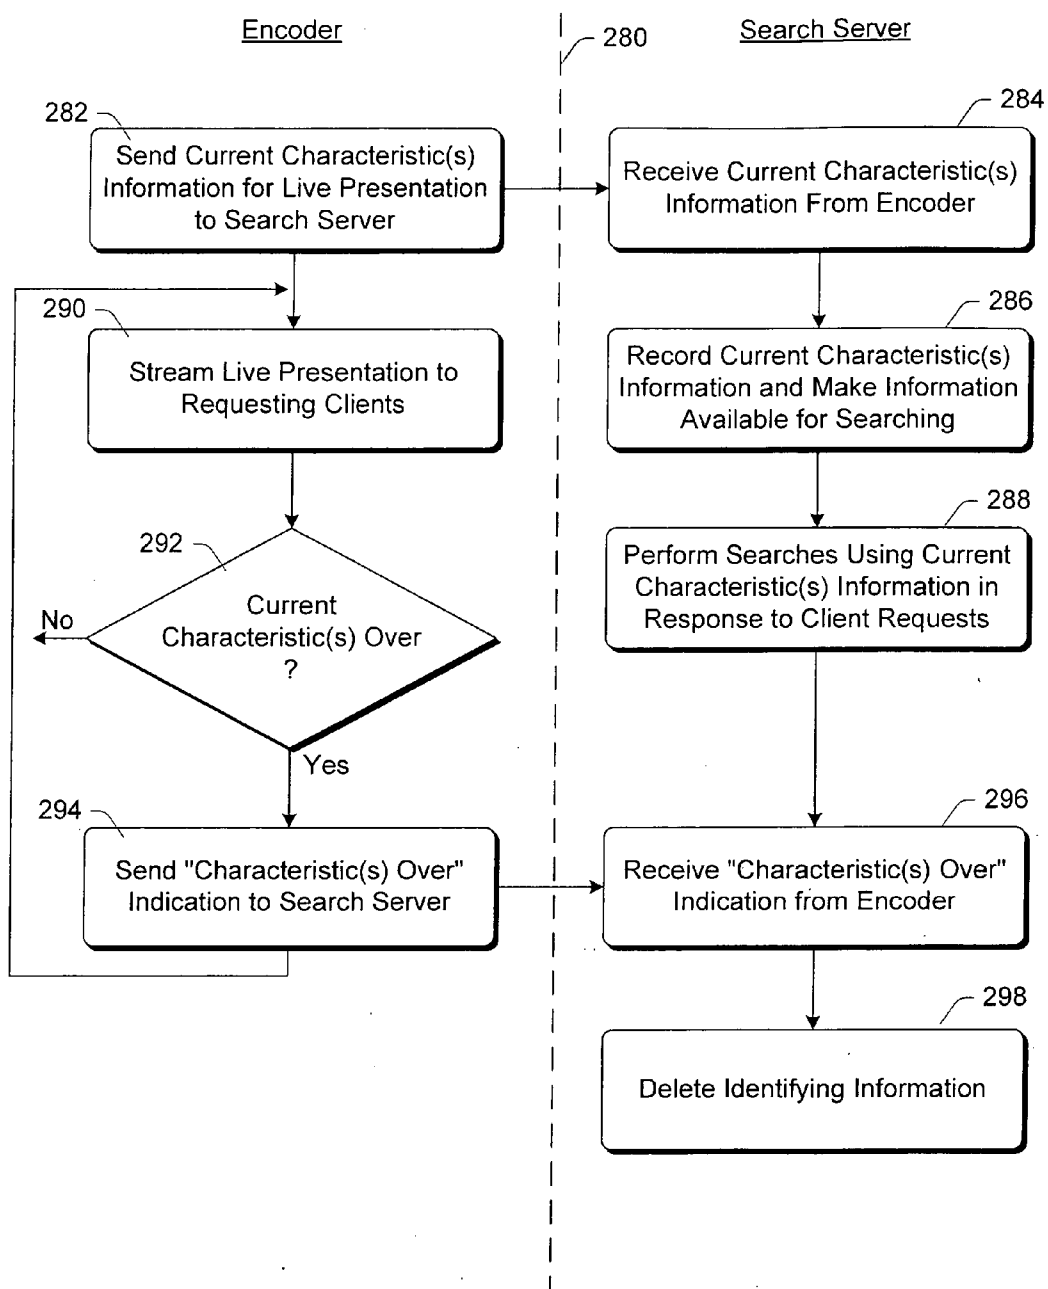 Encoder
Search Server
280
282
Send Current Characteristic(s)
Information for Live Presentation
to Search Server
284
Receive Current Characteristic(s)
Information From Encoder
290
Stream Live Presentation to
Requesting Clients
286
Record Current Characteristic(s)
Information and Make Information
Available for Searching
292
Current
Characteristic(s) Over
?
No
Yes
288
Perform Searches Using Current
Characteristic(s) Information in
Response to Client Requests
294
Send "Characteristic(s) Over"
Indication to Search Server
296
Receive "Characteristic(s) Over"
Indication from Encoder
298
Delete Identifying Information